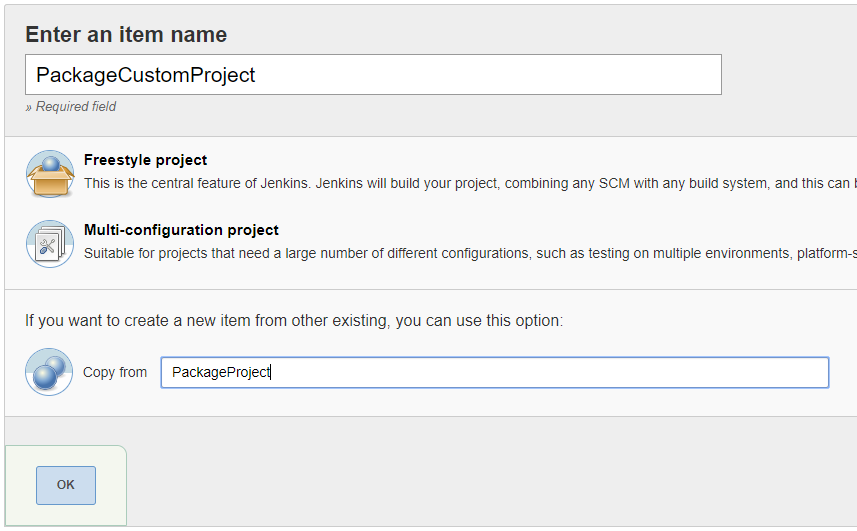 Enter an item name
PackageCustomProject
» Required field
Freestyle project
This is the central feature of Jenkins. Jenkins will build your project, combining any SCM with any build system, and this can
Multi-configuration project
Suitable for projects that need a large number of different configurations, such as testing on multiple environments, platform-s
If you want to create a new item from other existing, you can use this option:
Copy from PackageProject
OK